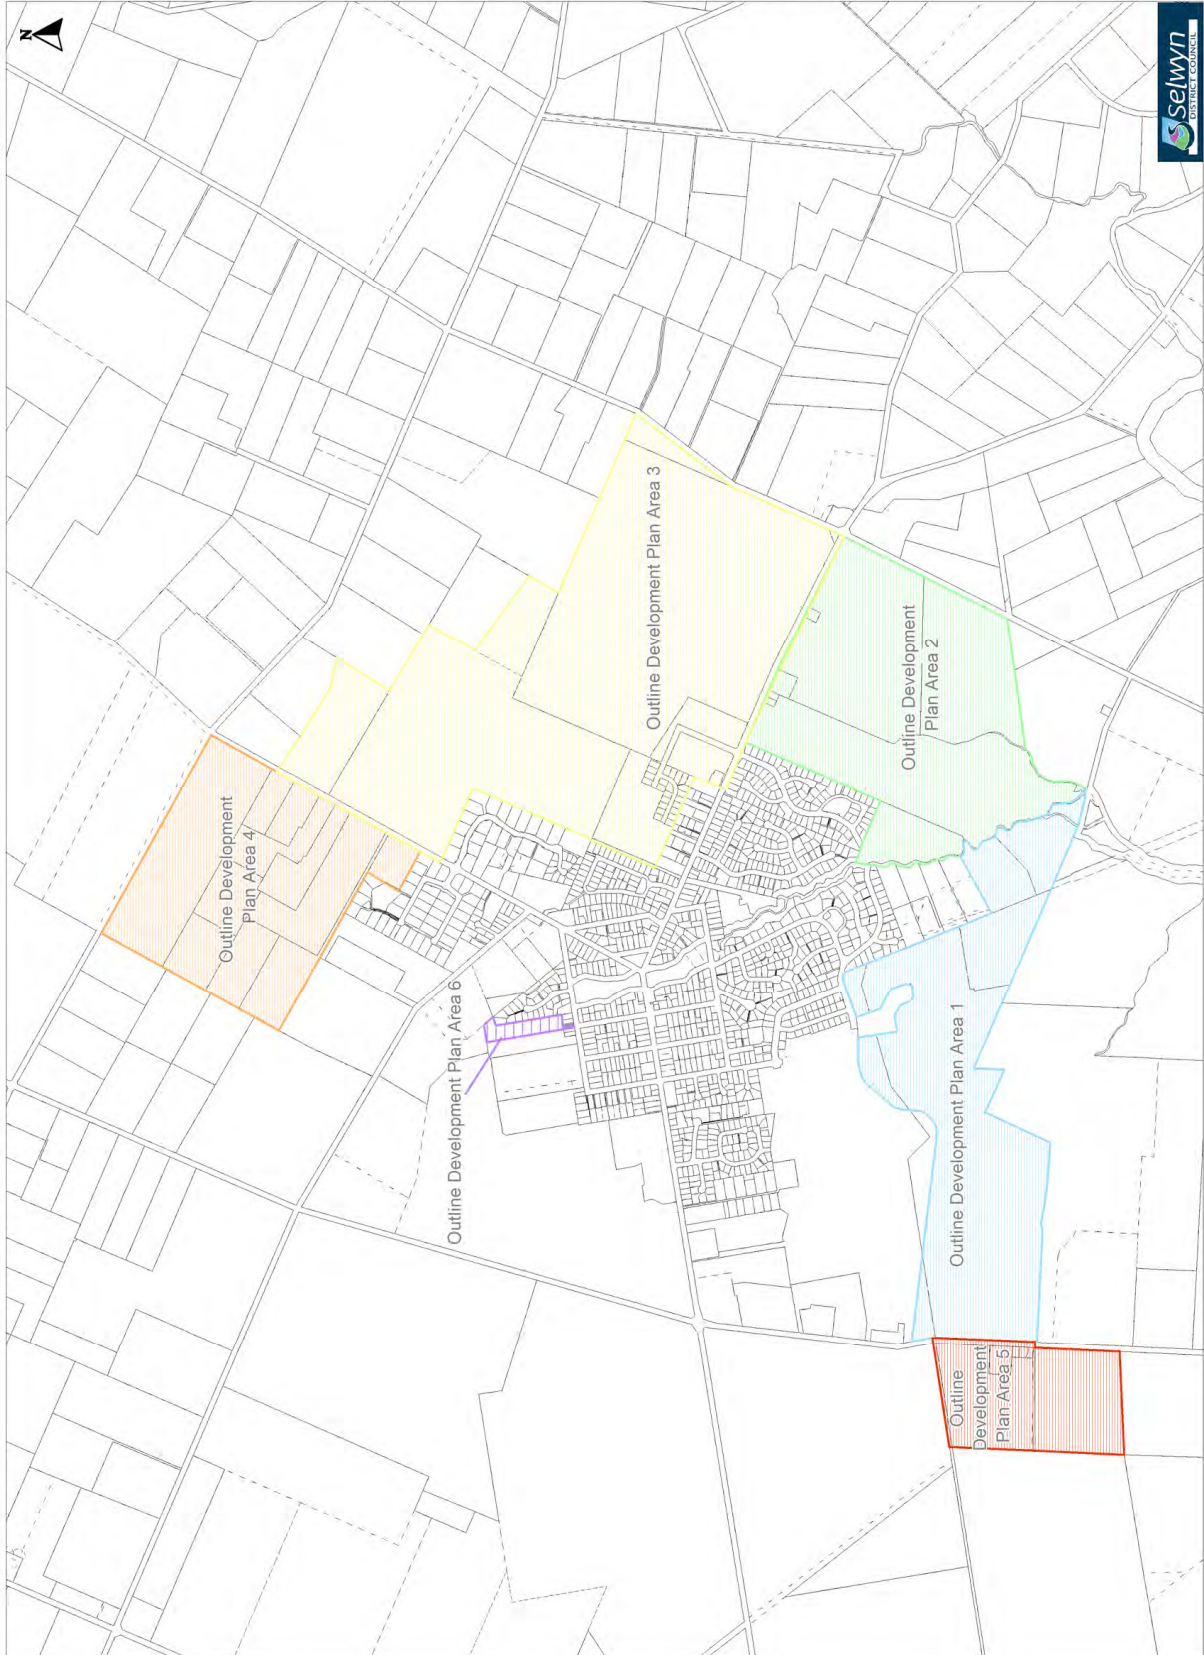 N
Selwyn
DISTRICT COUNCIL
Outline Development
Plan Area 4
Outline Development Plan Area 3
Outline Development
Plan Area 2
Outline Development Plan Area 6
Outline Development Plan Area 1
Outline
Development
Plan Area 5